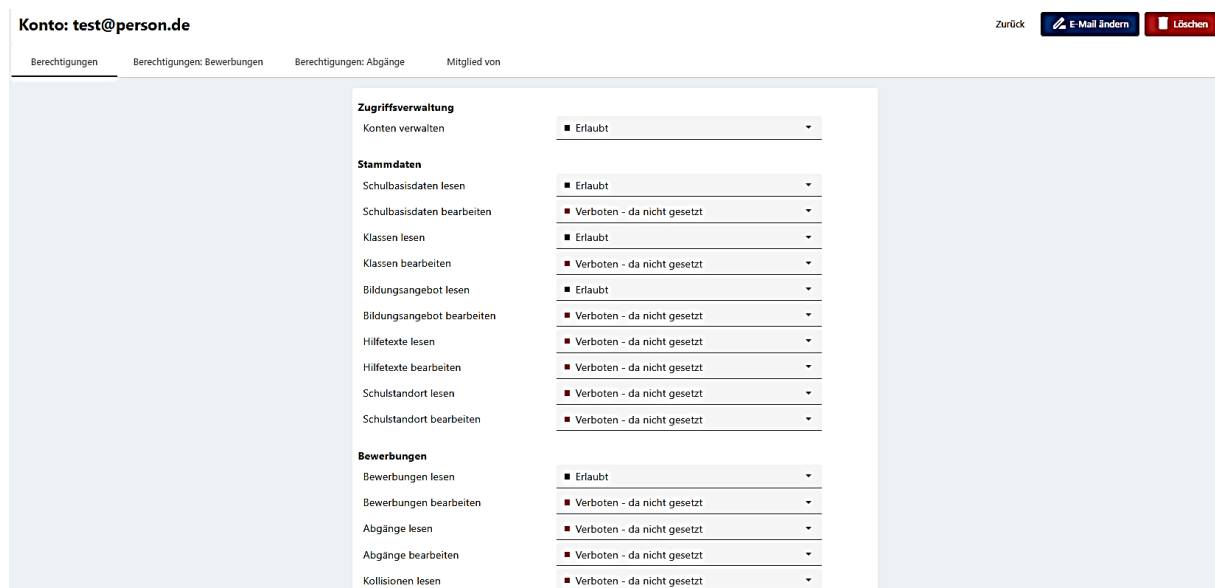 Konto: test@person.de
Zurück E-Mail ändern Löschen
Berechtigungen Berechtigungen: Bewerbungen Berechtigungen: Abgänge Mitglied von
Zugriffsverwaltung
Konten verwalten Erlaubt
Stammdaten
Schulbasisdaten lesen Erlaubt
Schulbasisdaten bearbeiten Verboten - da nicht gesetzt
Klassen lesen Erlaubt
Klassen bearbeiten Verboten - da nicht gesetzt
Bildungsangebot lesen Erlaubt
Bildungsangebot bearbeiten Verboten - da nicht gesetzt
Hilfetexte lesen Verboten - da nicht gesetzt
Hilfetexte bearbeiten Verboten - da nicht gesetzt
Schulstandort lesen Verboten - da nicht gesetzt
Schulstandort bearbeiten Verboten - da nicht gesetzt
Bewerbungen
Bewerbungen lesen Erlaubt
Bewerbungen bearbeiten Verboten - da nicht gesetzt
Abgänge lesen Verboten - da nicht gesetzt
Abgänge bearbeiten Verboten - da nicht gesetzt
Kollisionen lesen Verboten - da nicht gesetzt